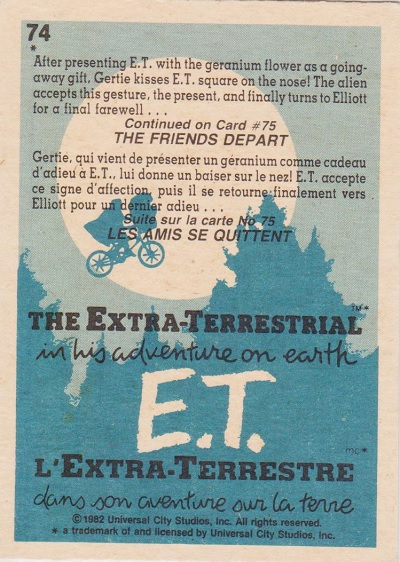 74
*
After presenting E.T. with the geranium flower as a going-
away gift, Gertie kisses E.T. square on the nose! The alien
accepts this gesture, the present, and finally turns to Elliott
for a final farewell . . .
Continued on Card #75
THE FRIENDS DEPART
Gertie, qui vient de présenter un géranium comme cadeau
d'adieu à E.T., lui donne un baiser sur le nez! E.T. accepte
ce signe d'affection, puis il se retourne finalement vers
Elliott pour un dernier adieu . . .
Suite sur la carte No 75
LES AMIS SE QUITTENT
TM*
THE EXTRA-TERRESTRIAL
in his adventure on earth
E.T.
mc*
L'EXTRA-TERRESTRE
dans son aventure sur la terre
©1982 Universal City Studios, Inc. All rights reserved.
* a trademark of and licensed by Universal City Studios, Inc.